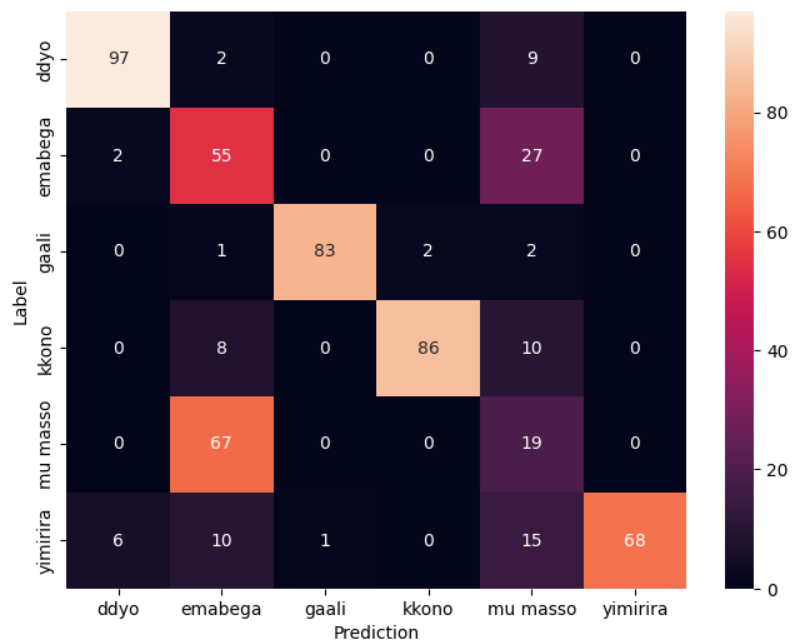 ddyo 97 2 0 0 9 0
emabega 2 55 0 0 27 0
gaali 0 1 83 2 2 0
kkono 0 8 0 86 10 0
mu masso 0 67 0 0 19 0
yimirira 6 10 1 0 15 68
Label
ddyo emabega gaali kkono mu masso yimirira
Prediction
80
60
40
20
0